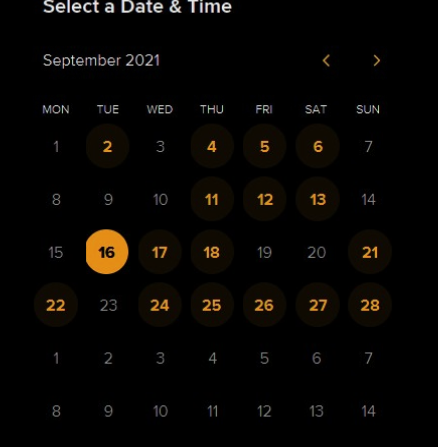 Select a Date & Time
September 2021
MON TUE WED THU FRI SAT SUN
1 2 3 4 5 6 7
8 9 10 11 12 13 14
15 16 17 18 19 20 21
22 23 24 25 26 27 28
1 2 3 4 5 6 7
8 9 10 11 12 13 14